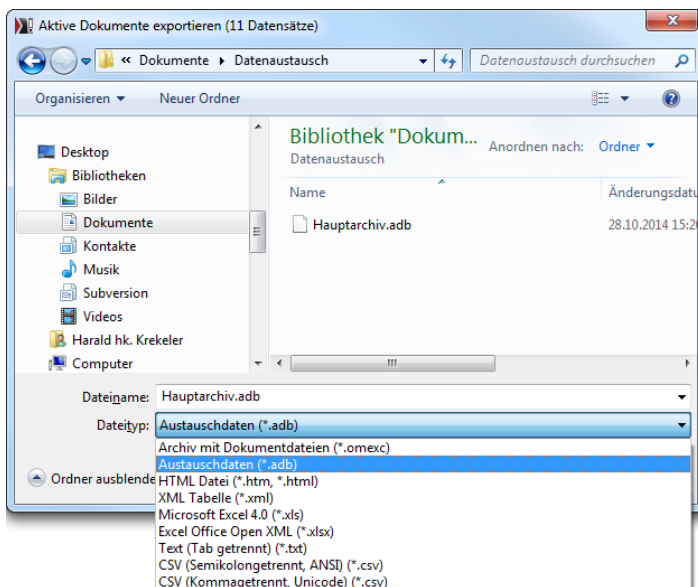 Aktive Dokumente exportieren (11 Datensätze)
« Dokumente ▸ Datenaustausch
Datenaustausch durchsuchen
Organisieren Neuer Ordner
Desktop
Bibliotheken
Bilder
Dokumente
Kontakte
Musik
Subversion
Videos
Harald hk. Krekeler
Computer
Bibliothek "Dokum...
Datenaustausch
Anordnen nach: Ordner
Name Änderungsdatu
Hauptarchiv.adb 28.10.2014 15:20
Dateiname: Hauptarchiv.adb
Dateityp: Austauschdaten (*.adb)
Ordner ausblende
Archiv mit Dokumentdateien (*.omexc)
Austauschdaten (*.adb)
HTML Datei (*.htm, *.html)
XML Tabelle (*.xml)
Microsoft Excel 4.0 (*.xls)
Excel Office Open XML (*.xlsx)
Text (Tab getrennt) (*.txt)
CSV (Semikolongetrennt, ANSI) (*.csv)
CSV (Kommagetrennt, Unicode) (*.csv)